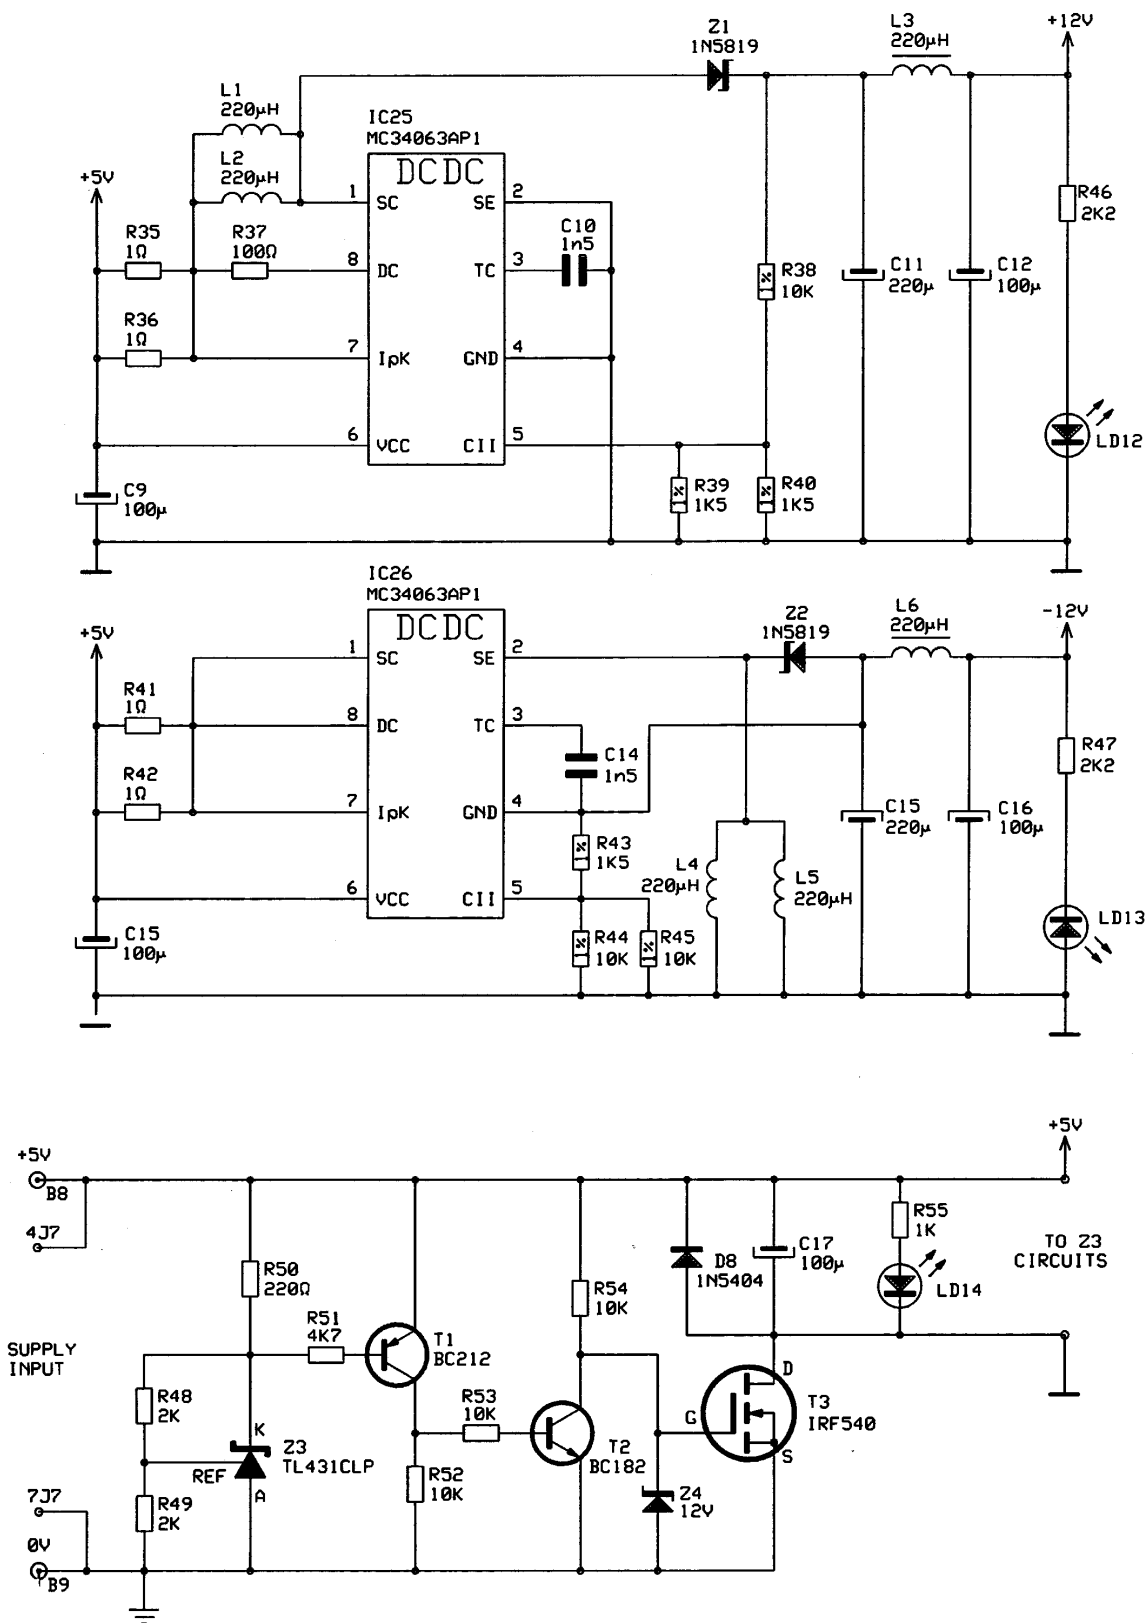 Z1
1N5819
L3
220µH
+12V
L1
220µH
IC25
MC34063AP1
L2
220µH
DCDC
+5V
1
SC
SE
2
R46
2K2
R35
1Ω
R37
100Ω
C10
1n5
8
DC
TC
3
R38
10K
%
1
C11
220µ
C12
100µ
R36
1Ω
7
IpK
GND
4
6
VCC
CII
5
LD12
C9
100µ
%
1
R39
1K5
%
1
R40
1K5
IC26
MC34063AP1
DCDC
+5V
Z2
1N5819
L6
220µH
-12V
1
SC
SE
2
R41
1Ω
8
DC
TC
3
C14
1n5
R47
2K2
R42
1Ω
7
IpK
GND
4
C15
220µ
C16
100µ
%
1
R43
1K5
L4
220µH
L5
220µH
6
VCC
CII
5
LD13
C15
100µ
%
1
R44
10K
%
1
R45
10K
+5V
+5V
B8
4J7
R50
220Ω
R54
10K
D8
1N5404
C17
100µ
R55
1K
TO Z3
CIRCUITS
LD14
R51
4K7
T1
BC212
SUPPLY
INPUT
R48
2K
R53
10K
D
G
T3
IRF540
S
K
Z3
TL431CLP
REF
A
T2
BC182
R52
10K
Z4
12V
7J7
R49
2K
0V
B9